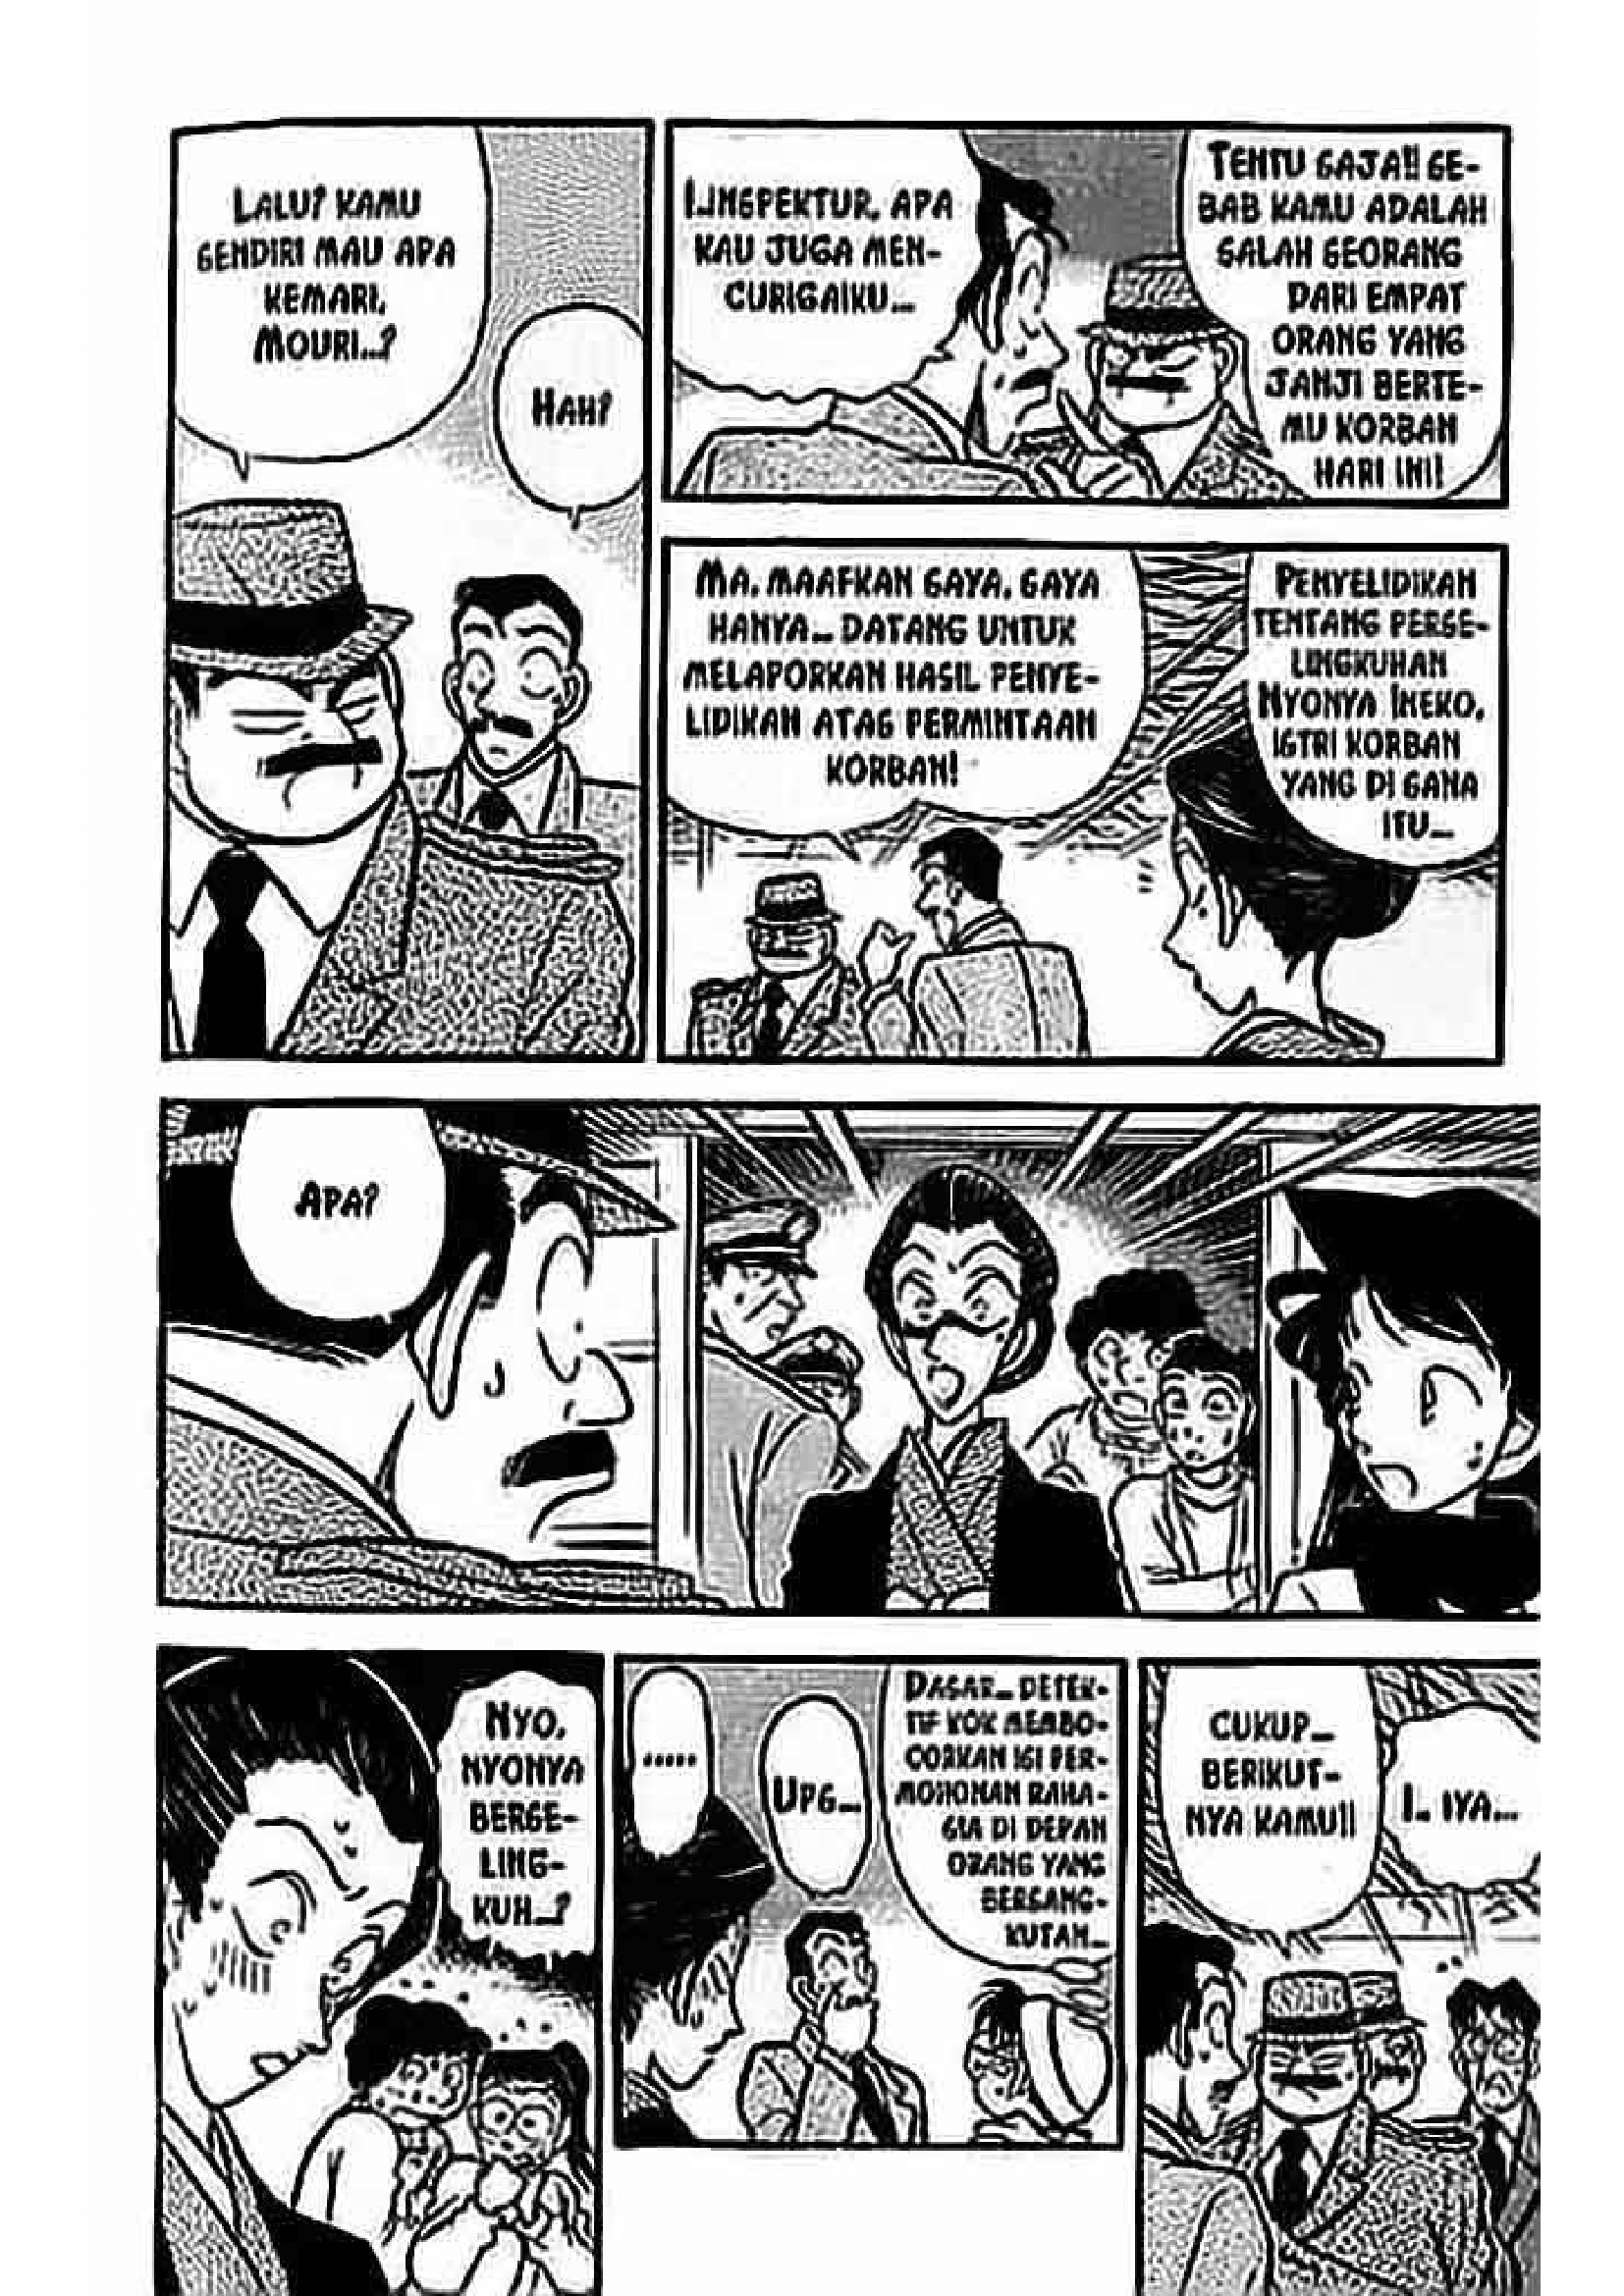 LALU? KAMU
SENDIRI MAU APA
KEMARI,
MOURI...?
HAH?
I..INSPEKTUR, APA
KAU JUGA MEN-
CURIGAIKU...
TENTU SAJA!! SE-
BAB KAMU ADALAH
SALAH SEORANG
DARI EMPAT
ORANG YANG
JANJI BERTE-
MU KORBAN
HARI INI!
MA, MAAFKAN SAYA. SAYA
HANYA... DATANG UNTUK
MELAPORKAN HASIL PENYE-
LIDIKAN ATAS PERMINTAAN
KORBAN!
PENYELIDIKAN
TENTANG PERSE-
LINGKUHAN
NYONYA INEKO,
ISTRI KORBAN
YANG DI SANA
ITU...
APA?
NYO,
NYONYA
BERSE-
LING-
KUH...?
.....
UPS...
DASAR... DETEK-
TIF KOK MEMBO-
CORKAN ISI PER-
MOHONAN RAHA-
SIA DI DEPAN
ORANG YANG
BERSANG-
KUTAN...
CUKUP...
BERIKUT-
NYA KAMU!!
I.. IYA...